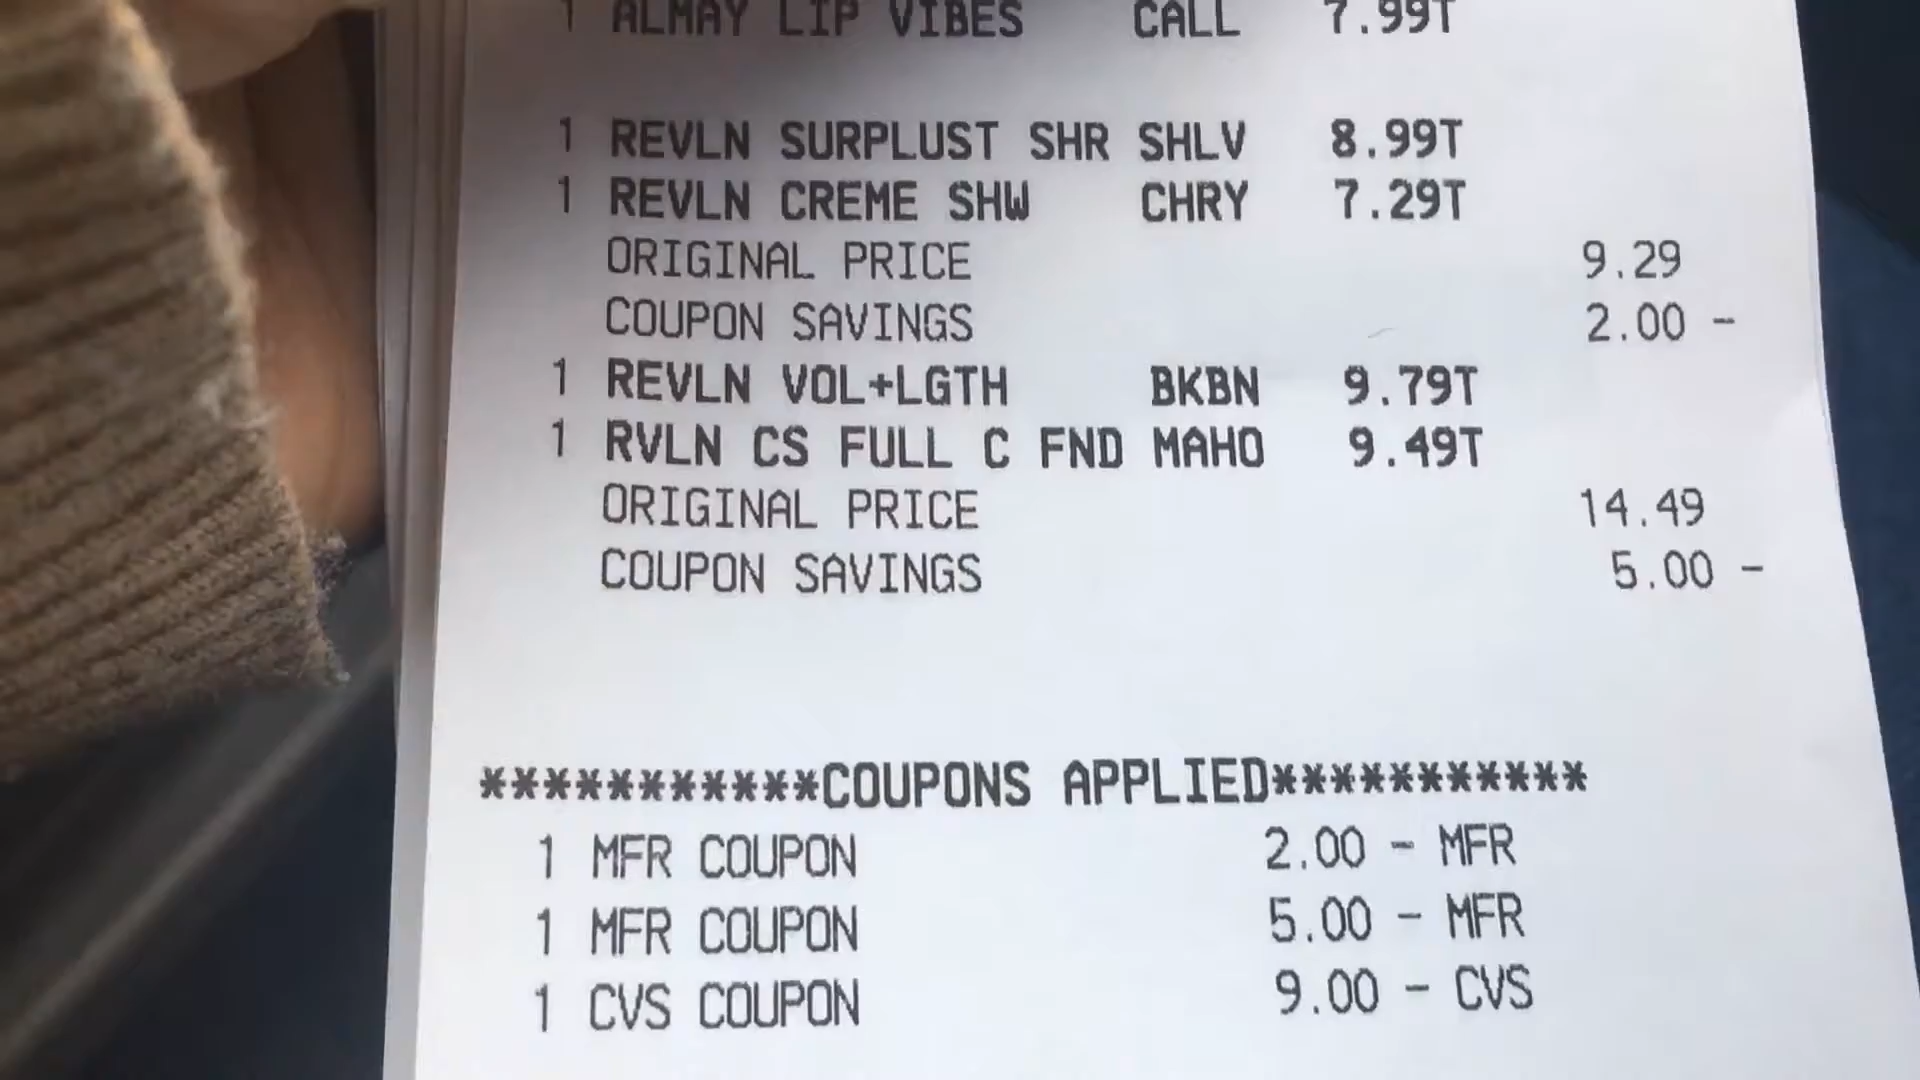 1 ALMAY LIP VIBES CALL 7.99T
1 REVLN SURPLUST SHR SHLV 8.99T
1 REVLN CREME SHW CHRY 7.29T
ORIGINAL PRICE 9.29
COUPON SAVINGS 2.00 -
1 REVLN VOL+LGTH BKBN 9.79T
1 RVLN CS FULL C FND MAHO 9.49T
ORIGINAL PRICE 14.49
COUPON SAVINGS 5.00 -
***********COUPONS APPLIED***********
1 MFR COUPON 2.00 - MFR
1 MFR COUPON 5.00 - MFR
1 CVS COUPON 9.00 - CVS